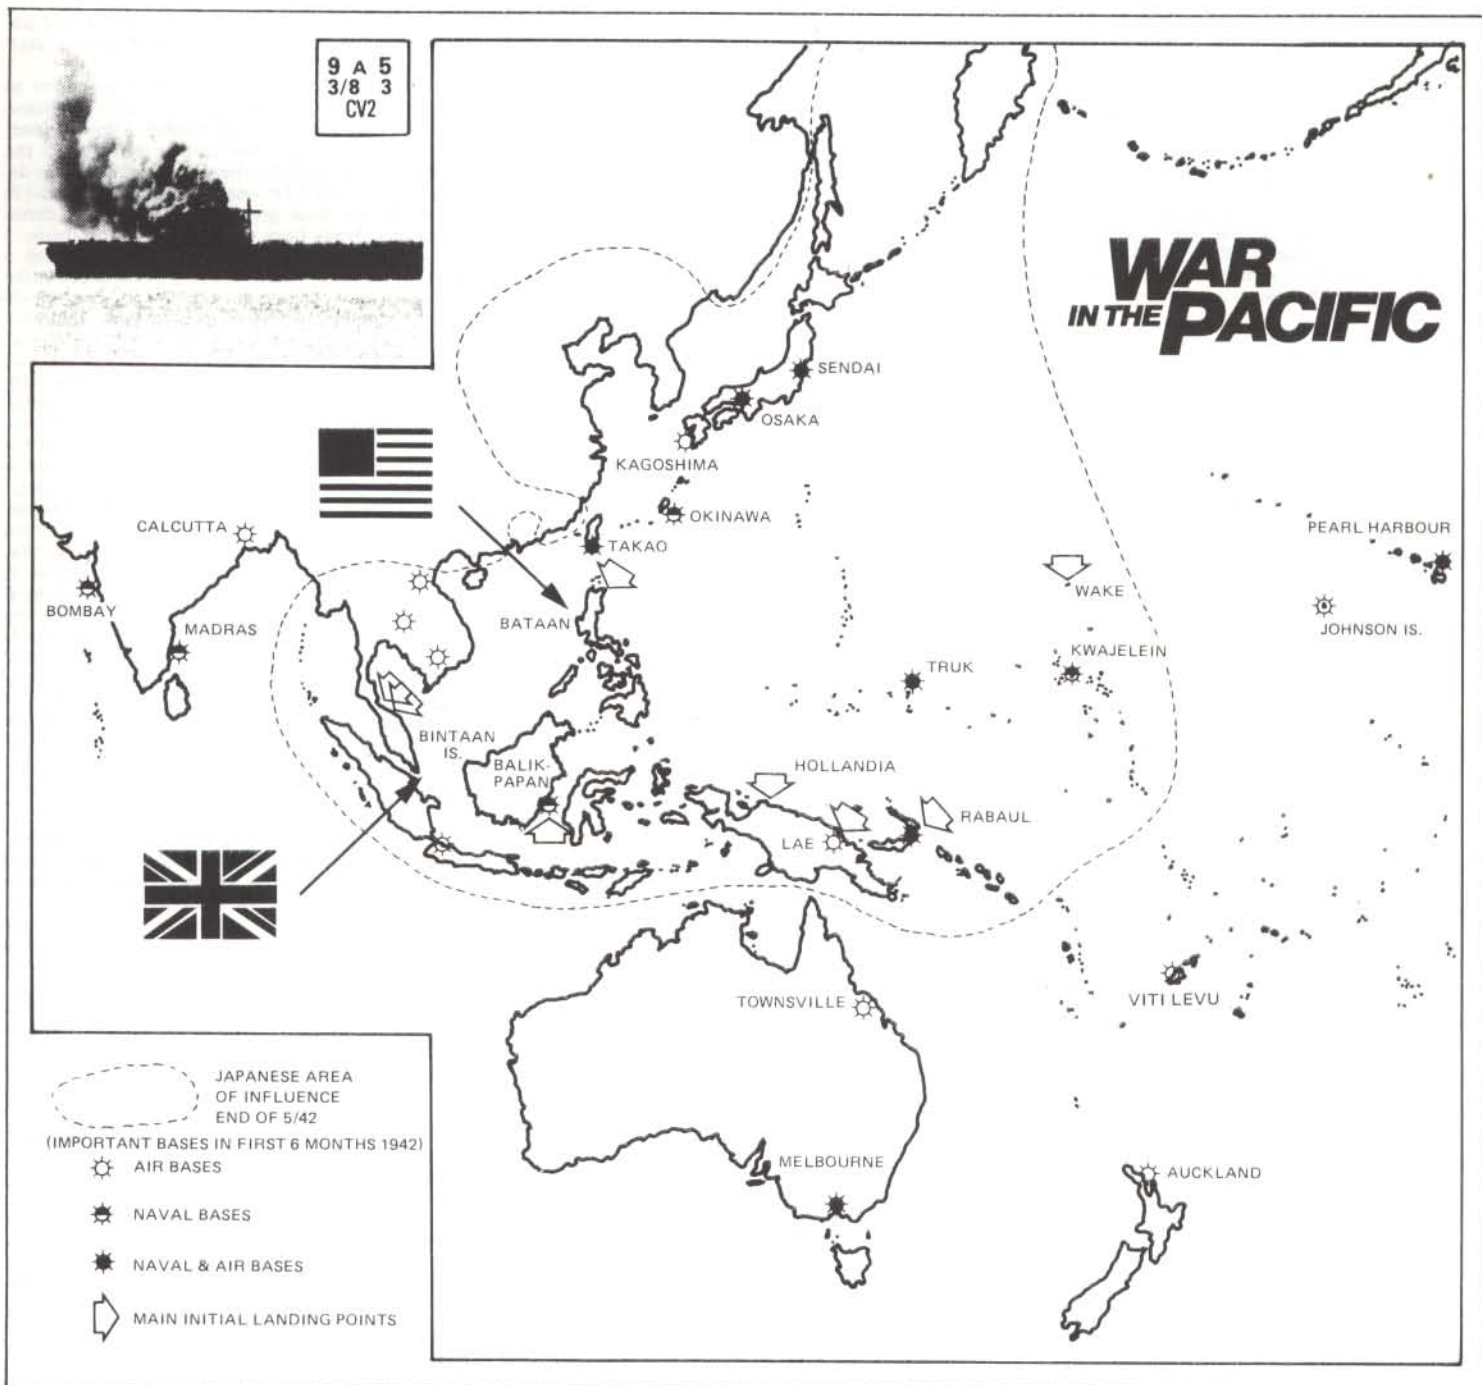 9 A 5
3/8 3
CV2
WAR
IN THE PACIFIC
SENDAI
OSAKA
KAGOSHIMA
CALCUTTA
OKINAWA
PEARL HARBOUR
TAKAO
BOMBAY
WAKE
MADRAS
BATAAN
JOHNSON IS.
KWAJELEIN
TRUK
BINTAAN
IS.
BALIK-
PAPAN
HOLLANDIA
RABAUL
LAE
TOWNSVILLE
VITI LEVU
JAPANESE AREA
OF INFLUENCE
END OF 5/42
(IMPORTANT BASES IN FIRST 6 MONTHS 1942)
AIR BASES
NAVAL BASES
NAVAL & AIR BASES
MAIN INITIAL LANDING POINTS
MELBOURNE
AUCKLAND